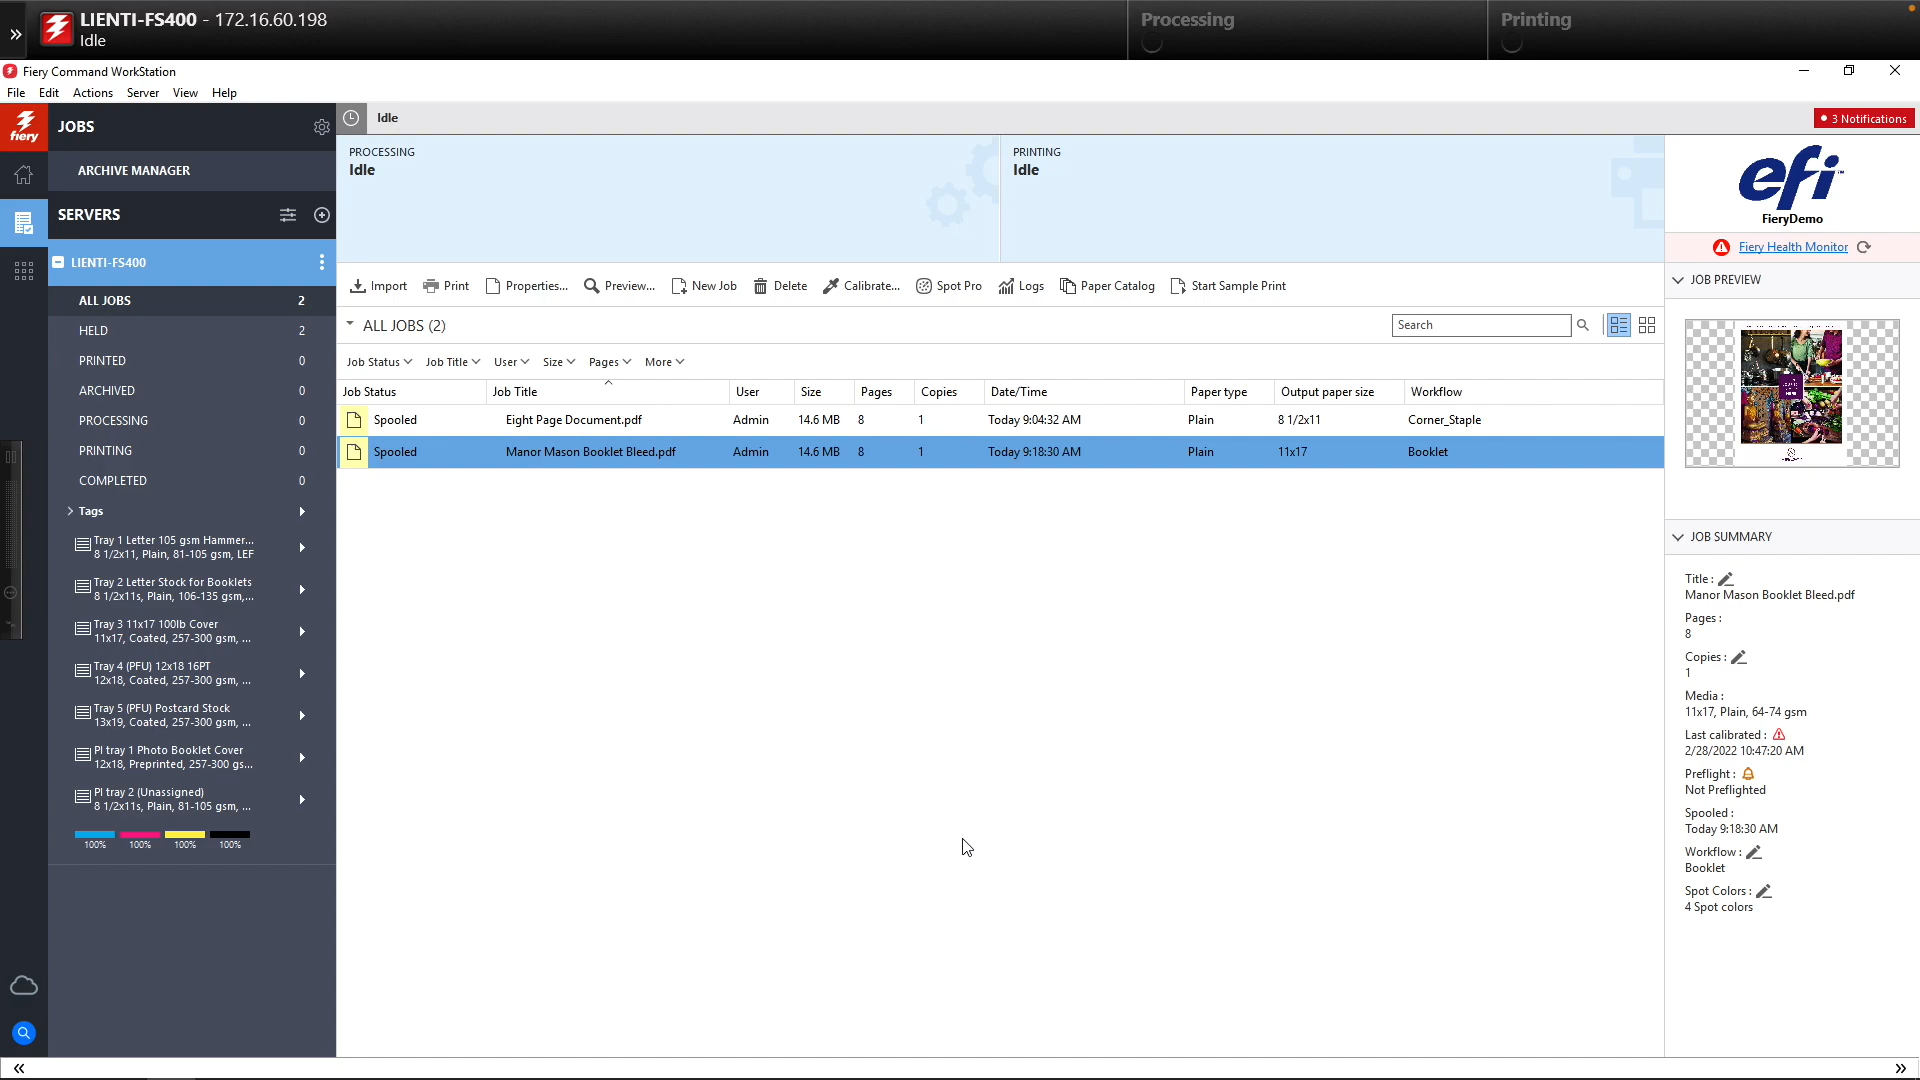 LIENTI-FS400 - 172.16.60.198
Idle
Processing
Printing
Fiery Command WorkStation
File Edit Actions Server View Help
fiery
JOBS
Idle
3 Notifications
ARCHIVE MANAGER
SERVERS
LIENTI-FS400
ALL JOBS 2
HELD 2
PRINTED 0
ARCHIVED 0
PROCESSING 0
PRINTING 0
COMPLETED 0
Tags
Tray 1 Letter 105 gsm Hammer...
8 1/2x11, Plain, 81-105 gsm, LEF
Tray 2 Letter Stock for Booklets
8 1/2x11s, Plain, 106-135 gsm,...
Tray 3 11x17 100lb Cover
11x17, Coated, 257-300 gsm, ...
Tray 4 (PFU) 12x18 16PT
12x18, Coated, 257-300 gsm, ...
Tray 5 (PFU) Postcard Stock
13x19, Coated, 257-300 gsm, ...
PI tray 1 Photo Booklet Cover
12x18, Preprinted, 257-300 gs...
PI tray 2 (Unassigned)
8 1/2x11s, Plain, 81-105 gsm, ...
100% 100% 100% 100%
PROCESSING
Idle
PRINTING
Idle
Import Print Properties... Preview... New Job Delete Calibrate... Spot Pro Logs Paper Catalog Start Sample Print
ALL JOBS (2)
Search
Job Status Job Title User Size Pages More
Job Status Job Title User Size Pages Copies Date/Time Paper type Output paper size Workflow
Spooled Eight Page Document.pdf Admin 14.6 MB 8 1 Today 9:04:32 AM Plain 8 1/2x11 Corner_Staple
Spooled Manor Mason Booklet Bleed.pdf Admin 14.6 MB 8 1 Today 9:18:30 AM Plain 11x17 Booklet
efi™
FieryDemo
Fiery Health Monitor
JOB PREVIEW
JOB SUMMARY
Title :
Manor Mason Booklet Bleed.pdf
Pages :
8
Copies :
1
Media :
11x17, Plain, 64-74 gsm
Last calibrated :
2/28/2022 10:47:20 AM
Preflight :
Not Preflighted
Spooled :
Today 9:18:30 AM
Workflow :
Booklet
Spot Colors :
4 Spot colors